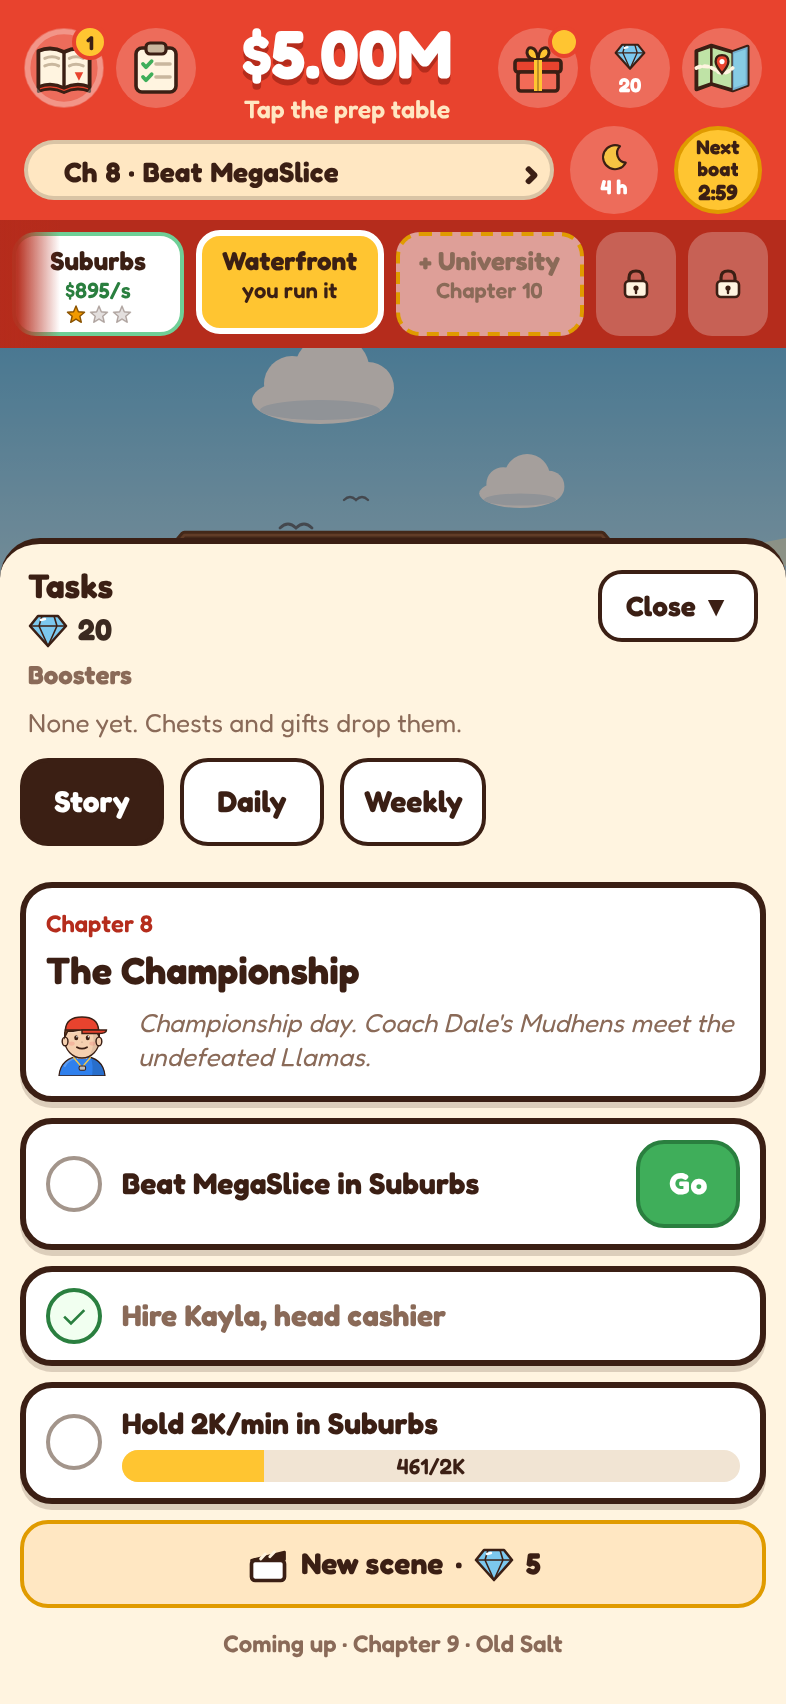 1
$5.00M
Tap the prep table
20
Ch 8 · Beat MegaSlice ›
4 h
Next
boat
2:59
Suburbs
$895/s
Waterfront
you run it
+ University
Chapter 10
Tasks
20
Close ▼
Boosters
None yet. Chests and gifts drop them.
Story
Daily
Weekly
Chapter 8
The Championship
Championship day. Coach Dale's Mudhens meet the
undefeated Llamas.
Beat MegaSlice in Suburbs
Go
Hire Kayla, head cashier
Hold 2K/min in Suburbs
461/2K
New scene · 5
Coming up · Chapter 9 · Old Salt